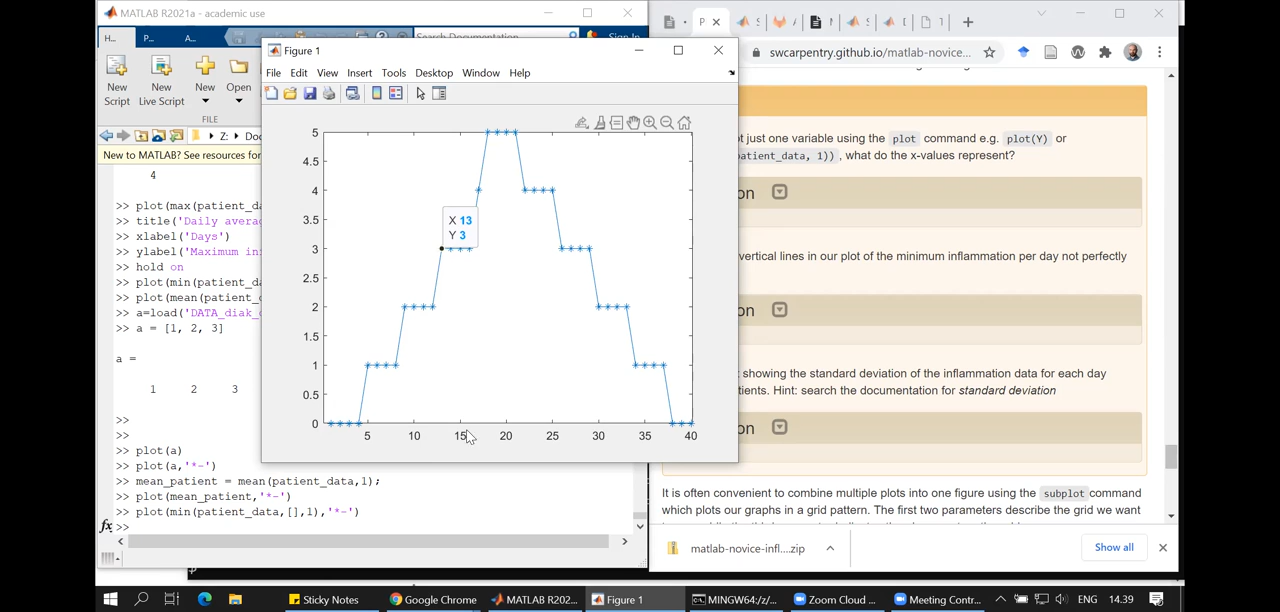 MATLAB R2021a - academic use
H...
P...
A...
Search Documentation
Sign In
New
Script
New
Live Script
New
Open
FILE
Z:
Doc
New to MATLAB? See resources for
4
>> plot(max(patient_da
>> title('Daily averag
>> xlabel('Days')
>> ylabel('Maximum in
>> hold on
>> plot(min(patient_da
>> plot(mean(patient_d
>> a=load('DATA_diak_
>> a = [1, 2, 3]
a =
1 2 3
>>
>>
>> plot(a)
>> plot(a,'*-')
>> mean_patient = mean(patient_data,1);
>> plot(mean_patient,'*-')
>> plot(min(patient_data,[],1),'*-')
fx >>
Figure 1
File Edit View Insert Tools Desktop Window Help
5
4.5
4
3.5
3
2.5
2
1.5
1
0.5
0
X 13
Y 3
5 10 15 20 25 30 35 40
swcarpentry.github.io/matlab-novice...
ot just one variable using the plot command e.g. plot(Y) or
patient_data, 1)), what do the x-values represent?
on
vertical lines in our plot of the minimum inflammation per day not perfectly
on
t showing the standard deviation of the inflammation data for each day
tients. Hint: search the documentation for standard deviation
on
It is often convenient to combine multiple plots into one figure using the subplot command
which plots our graphs in a grid pattern. The first two parameters describe the grid we want
matlab-novice-infl....zip
Show all
Sticky Notes
Google Chrome
MATLAB R202...
Figure 1
MINGW64:/z/...
Zoom Cloud ...
Meeting Contr...
ENG
14.39